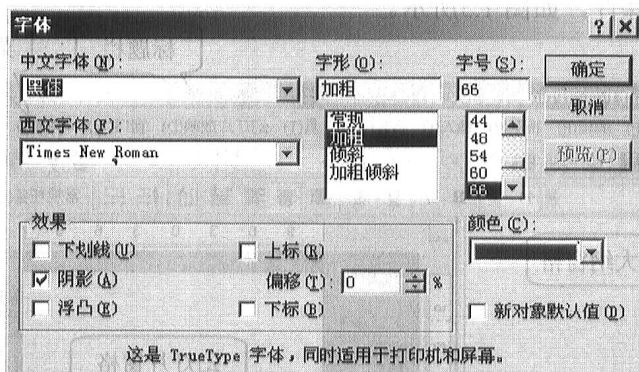 字体
中文字体(N):
黑体
字形(O):
加粗
字号(S):
66
确定
取消
预览(P)
西文字体(F):
Times New Roman
常规
加粗
倾斜
加粗倾斜
44
48
54
60
66
效果
下划线(U)
阴影(A)
浮凸(E)
上标(R)
偏移(T): 0 %
下标(B)
颜色(C):
新对象默认值(D)
这是 TrueType 字体，同时适用于打印机和屏幕。